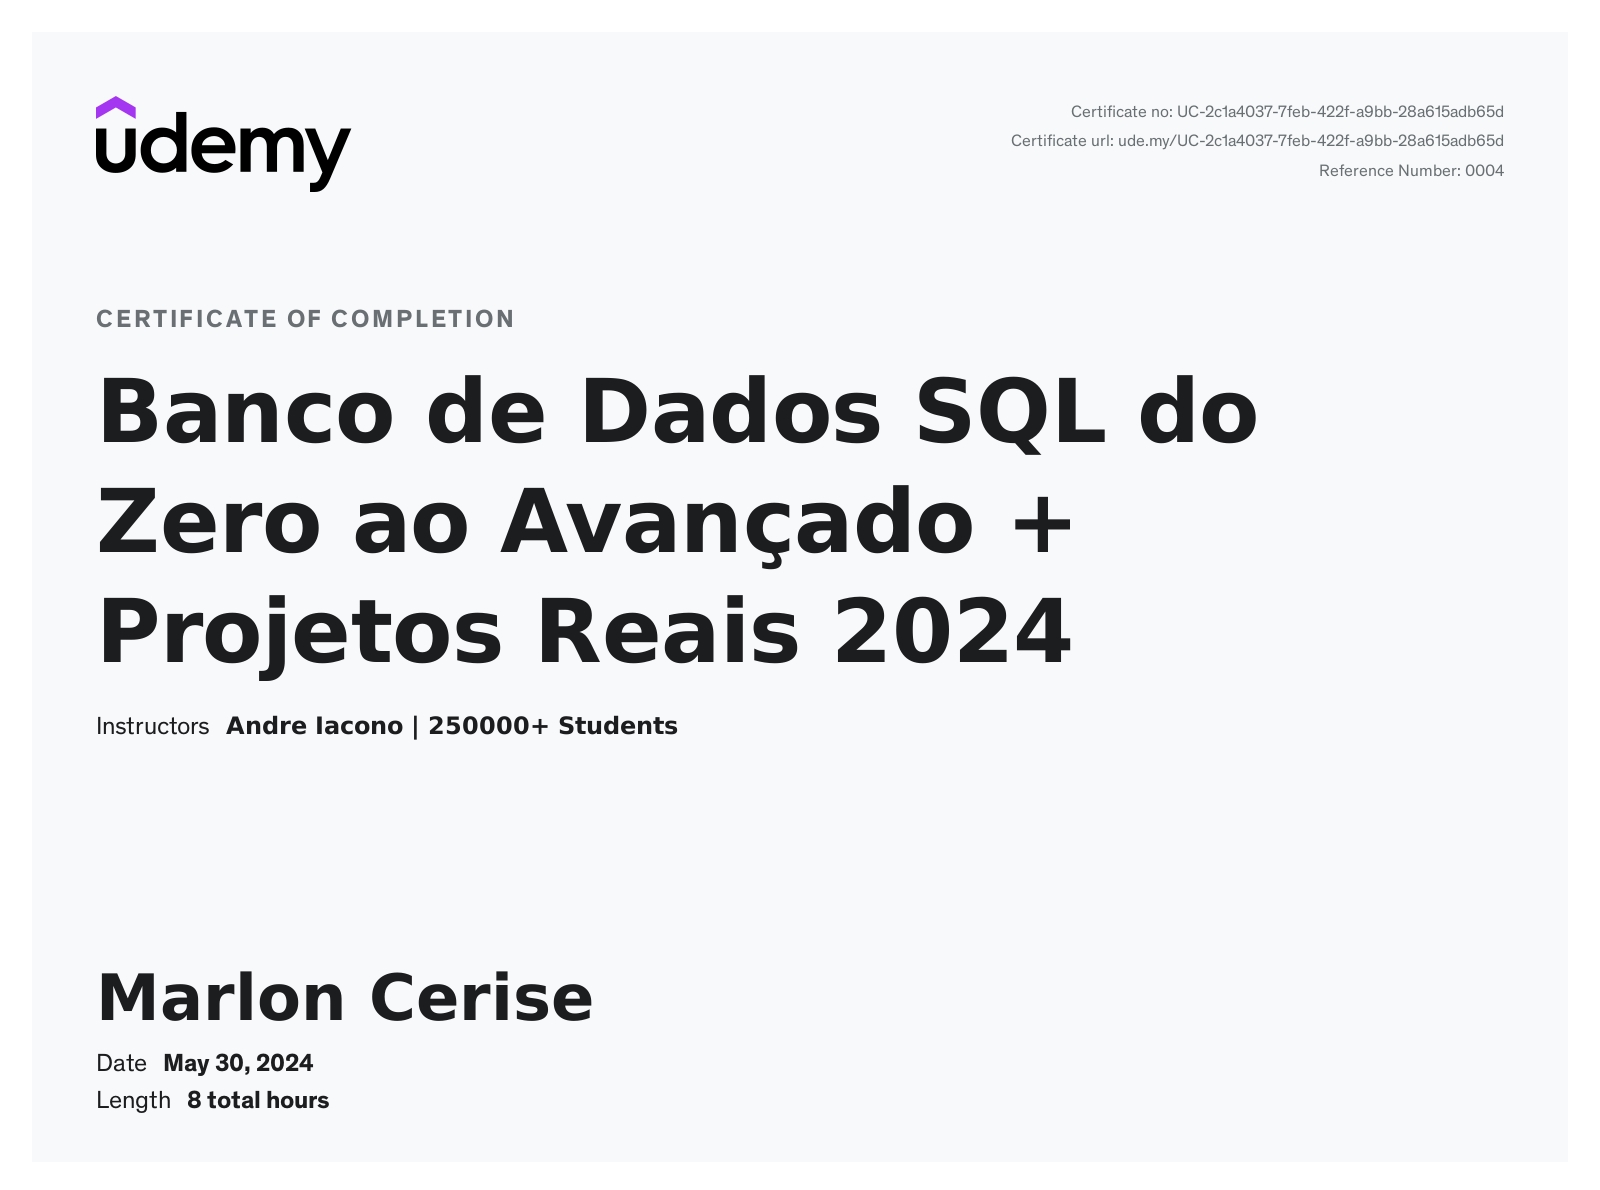 udemy
Certificate no: UC-2c1a4037-7feb-422f-a9bb-28a615adb65d
Certificate url: ude.my/UC-2c1a4037-7feb-422f-a9bb-28a615adb65d
Reference Number: 0004
CERTIFICATE OF COMPLETION
Banco de Dados SQL do
Zero ao Avançado +
Projetos Reais 2024
Instructors Andre Iacono | 250000+ Students
Marlon Cerise
Date May 30, 2024
Length 8 total hours